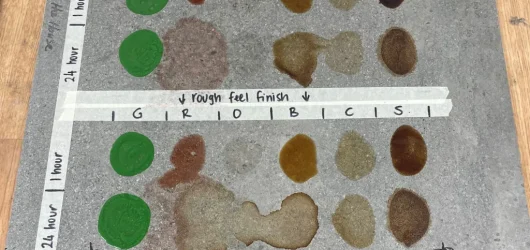 1 hour
24 hour
↓ rough feel finish ↓
| G | R | O | B | C | S |
1 hour
24 hour